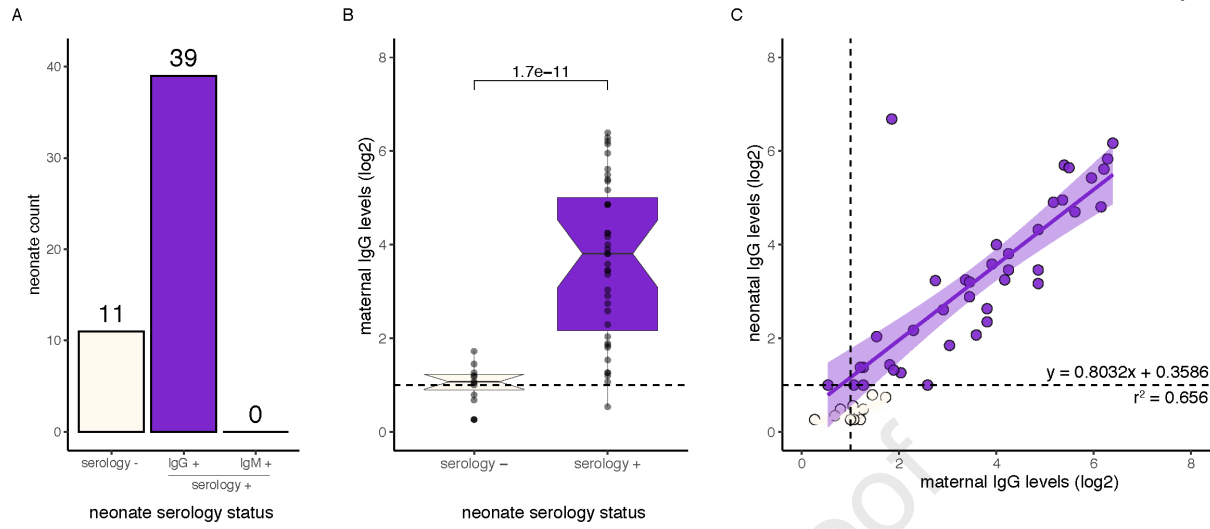 A
neonate count
40
30
20
10
0
11
39
0
serology -
IgG +
IgM +
serology +
neonate serology status
B
maternal IgG levels (log2)
8
6
4
2
0
1.7e−11
serology −
serology +
neonate serology status
C
neonatal IgG levels (log2)
8
6
4
2
0
y = 0.8032x + 0.3586
r² = 0.656
0
2
4
6
8
maternal IgG levels (log2)